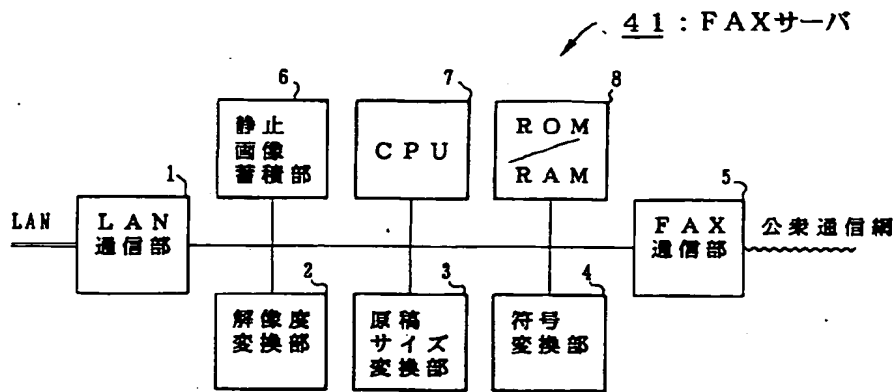 41：FAXサーバ
6
静止
画像
蓄積部
7
CPU
8
ROM
RAM
1
LAN
LAN
通信部
5
FAX
通信部
公衆通信網
2
解像度
変換部
3
原稿
サイズ
変換部
4
符号
変換部